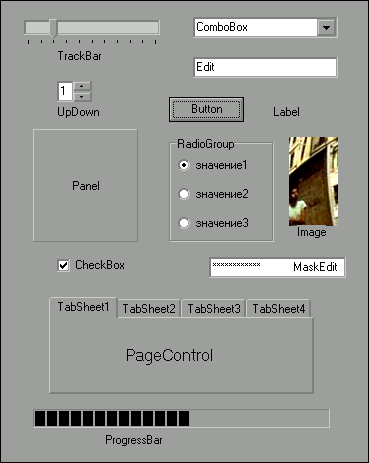 ComboBox
TrackBar
Edit
1
UpDown
Button
Label
Panel
RadioGroup
значение1
значение2
значение3
Image
CheckBox
************ MaskEdit
TabSheet1 TabSheet2 TabSheet3 TabSheet4
PageControl
ProgressBar